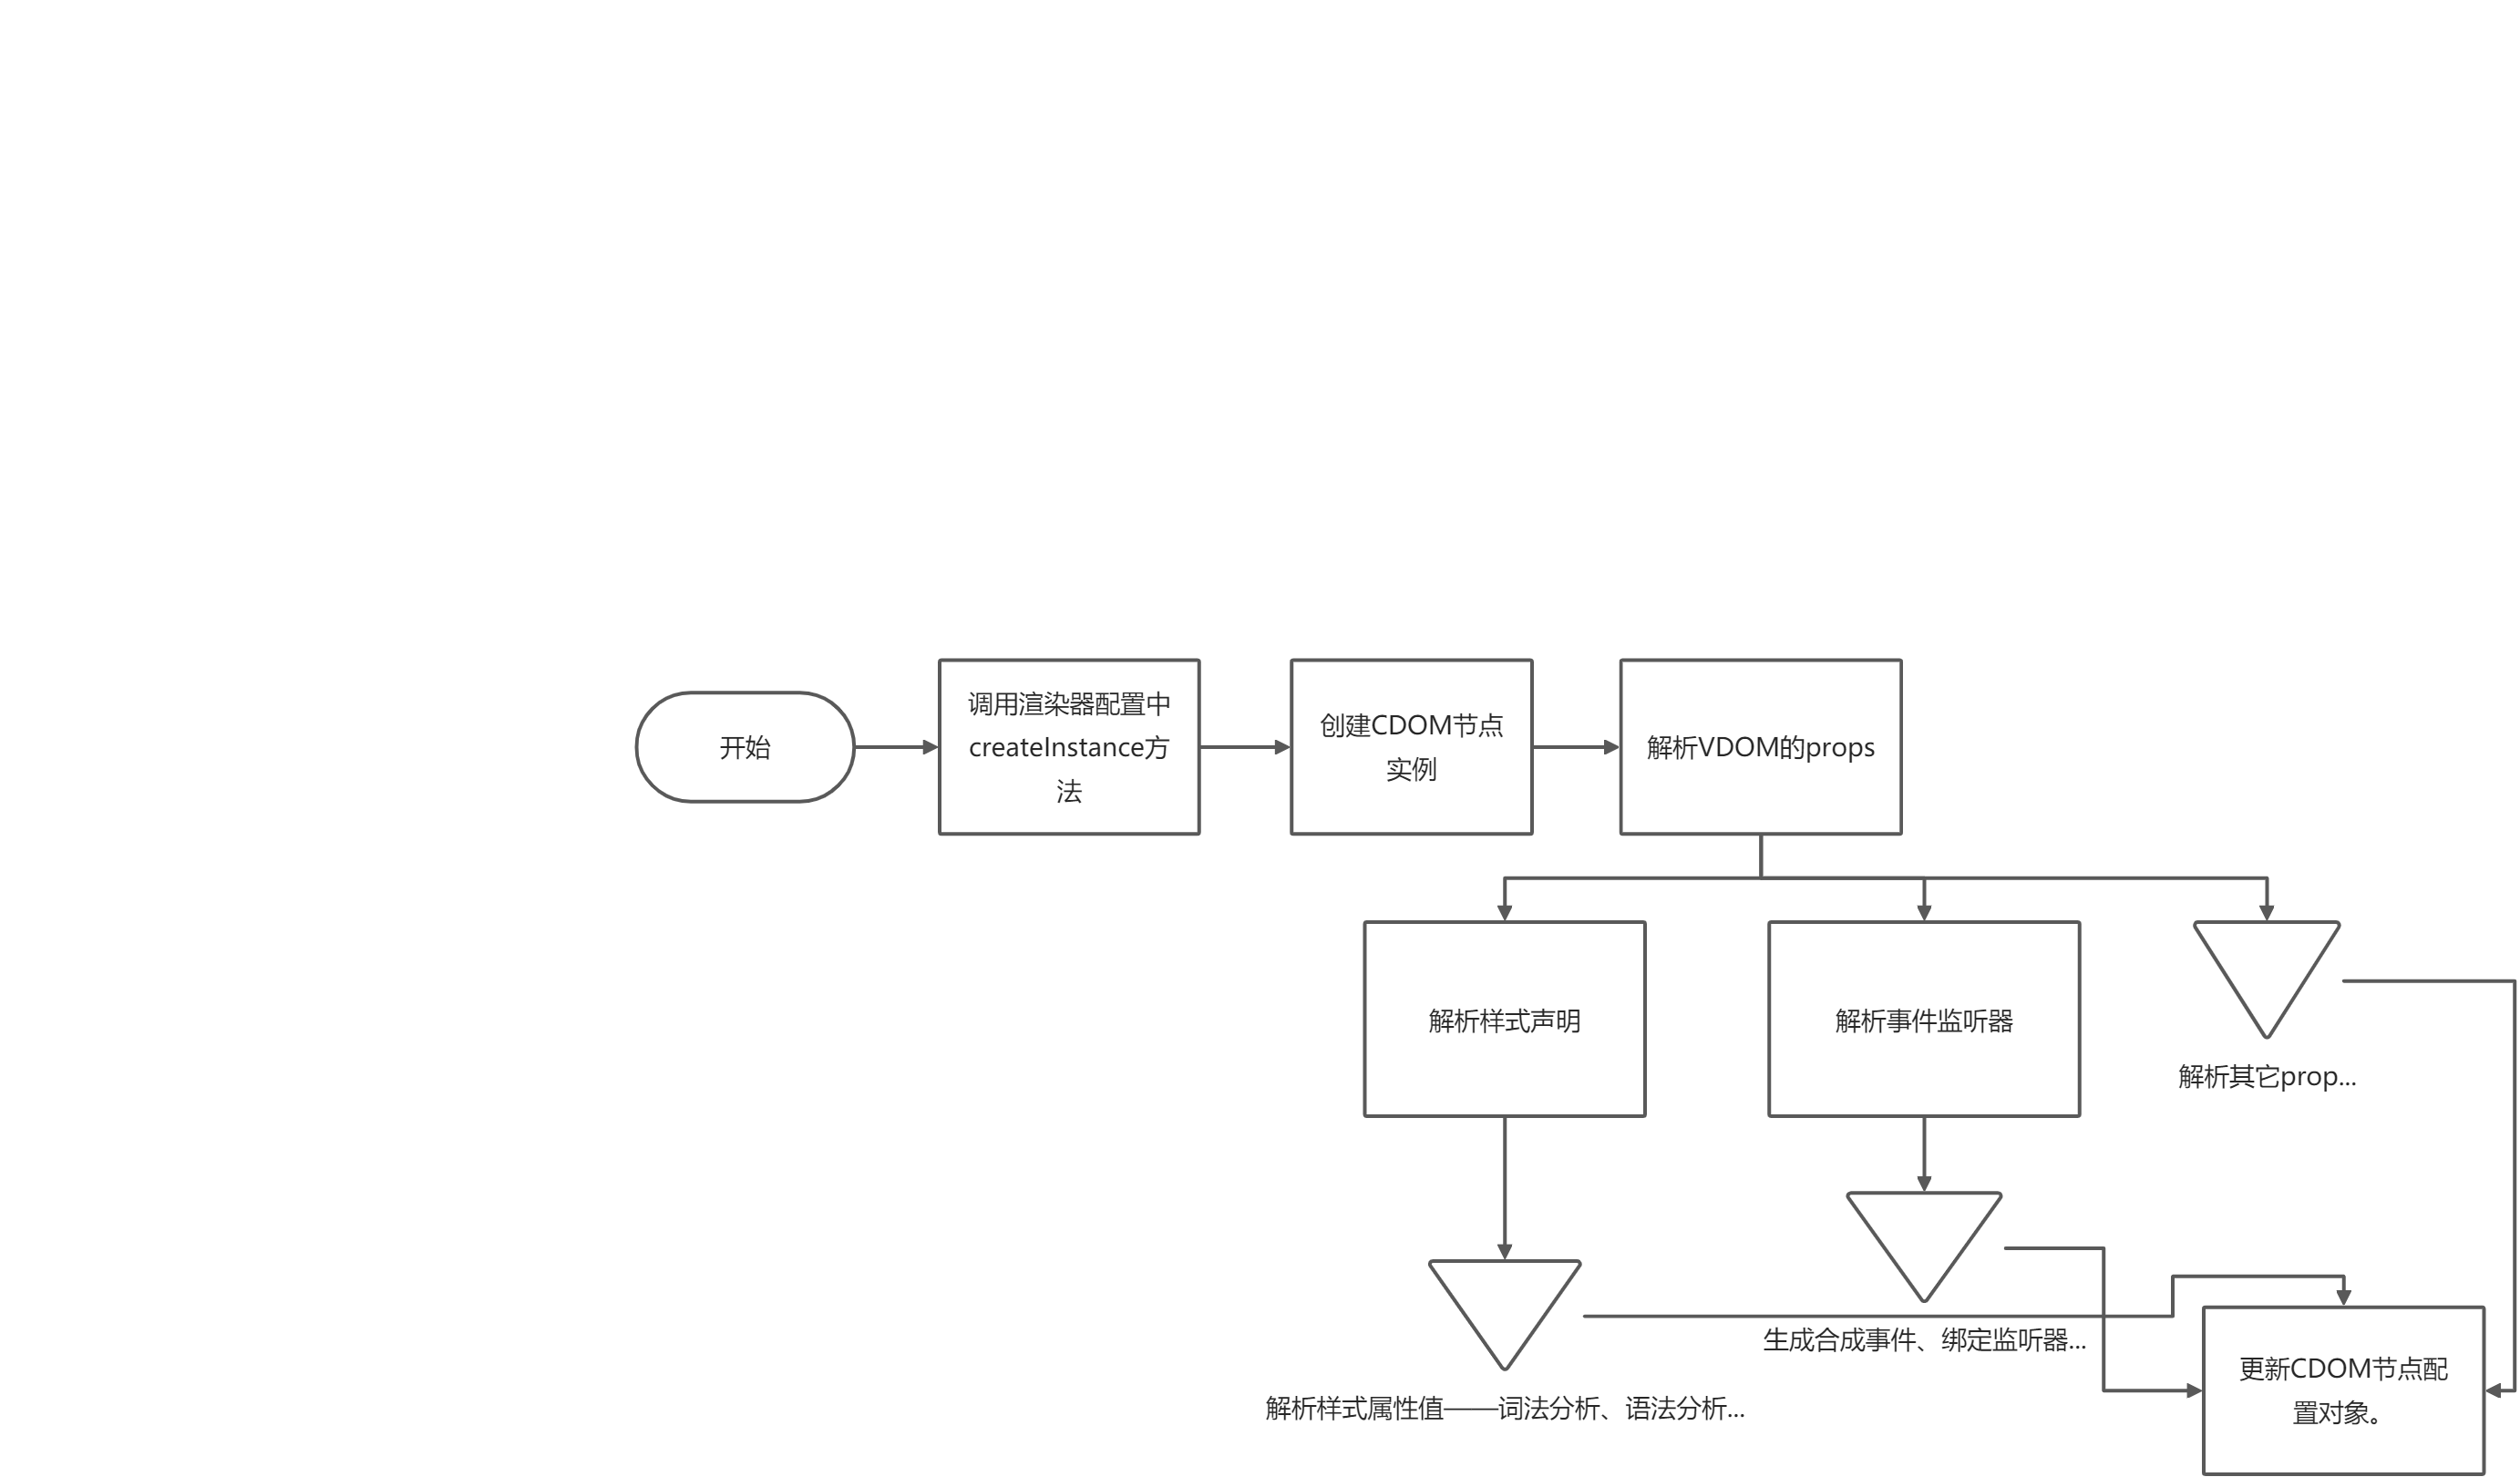 开始
调用渲染器配置中
createInstance方
法
创建CDOM节点
实例
解析VDOM的props
解析样式声明
解析事件监听器
解析其它prop...
生成合成事件、绑定监听器...
解析样式属性值——词法分析、语法分析...
更新CDOM节点配
置对象。